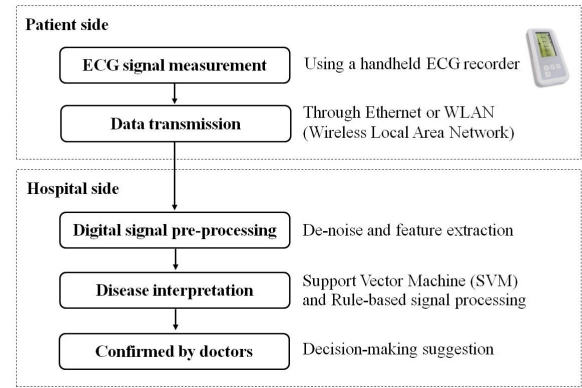 Patient side
ECG signal measurement
Using a handheld ECG recorder
Data transmission
Through Ethernet or WLAN
(Wireless Local Area Network)
Hospital side
Digital signal pre-processing
De-noise and feature extraction
Disease interpretation
Support Vector Machine (SVM)
and Rule-based signal processing
Confirmed by doctors
Decision-making suggestion